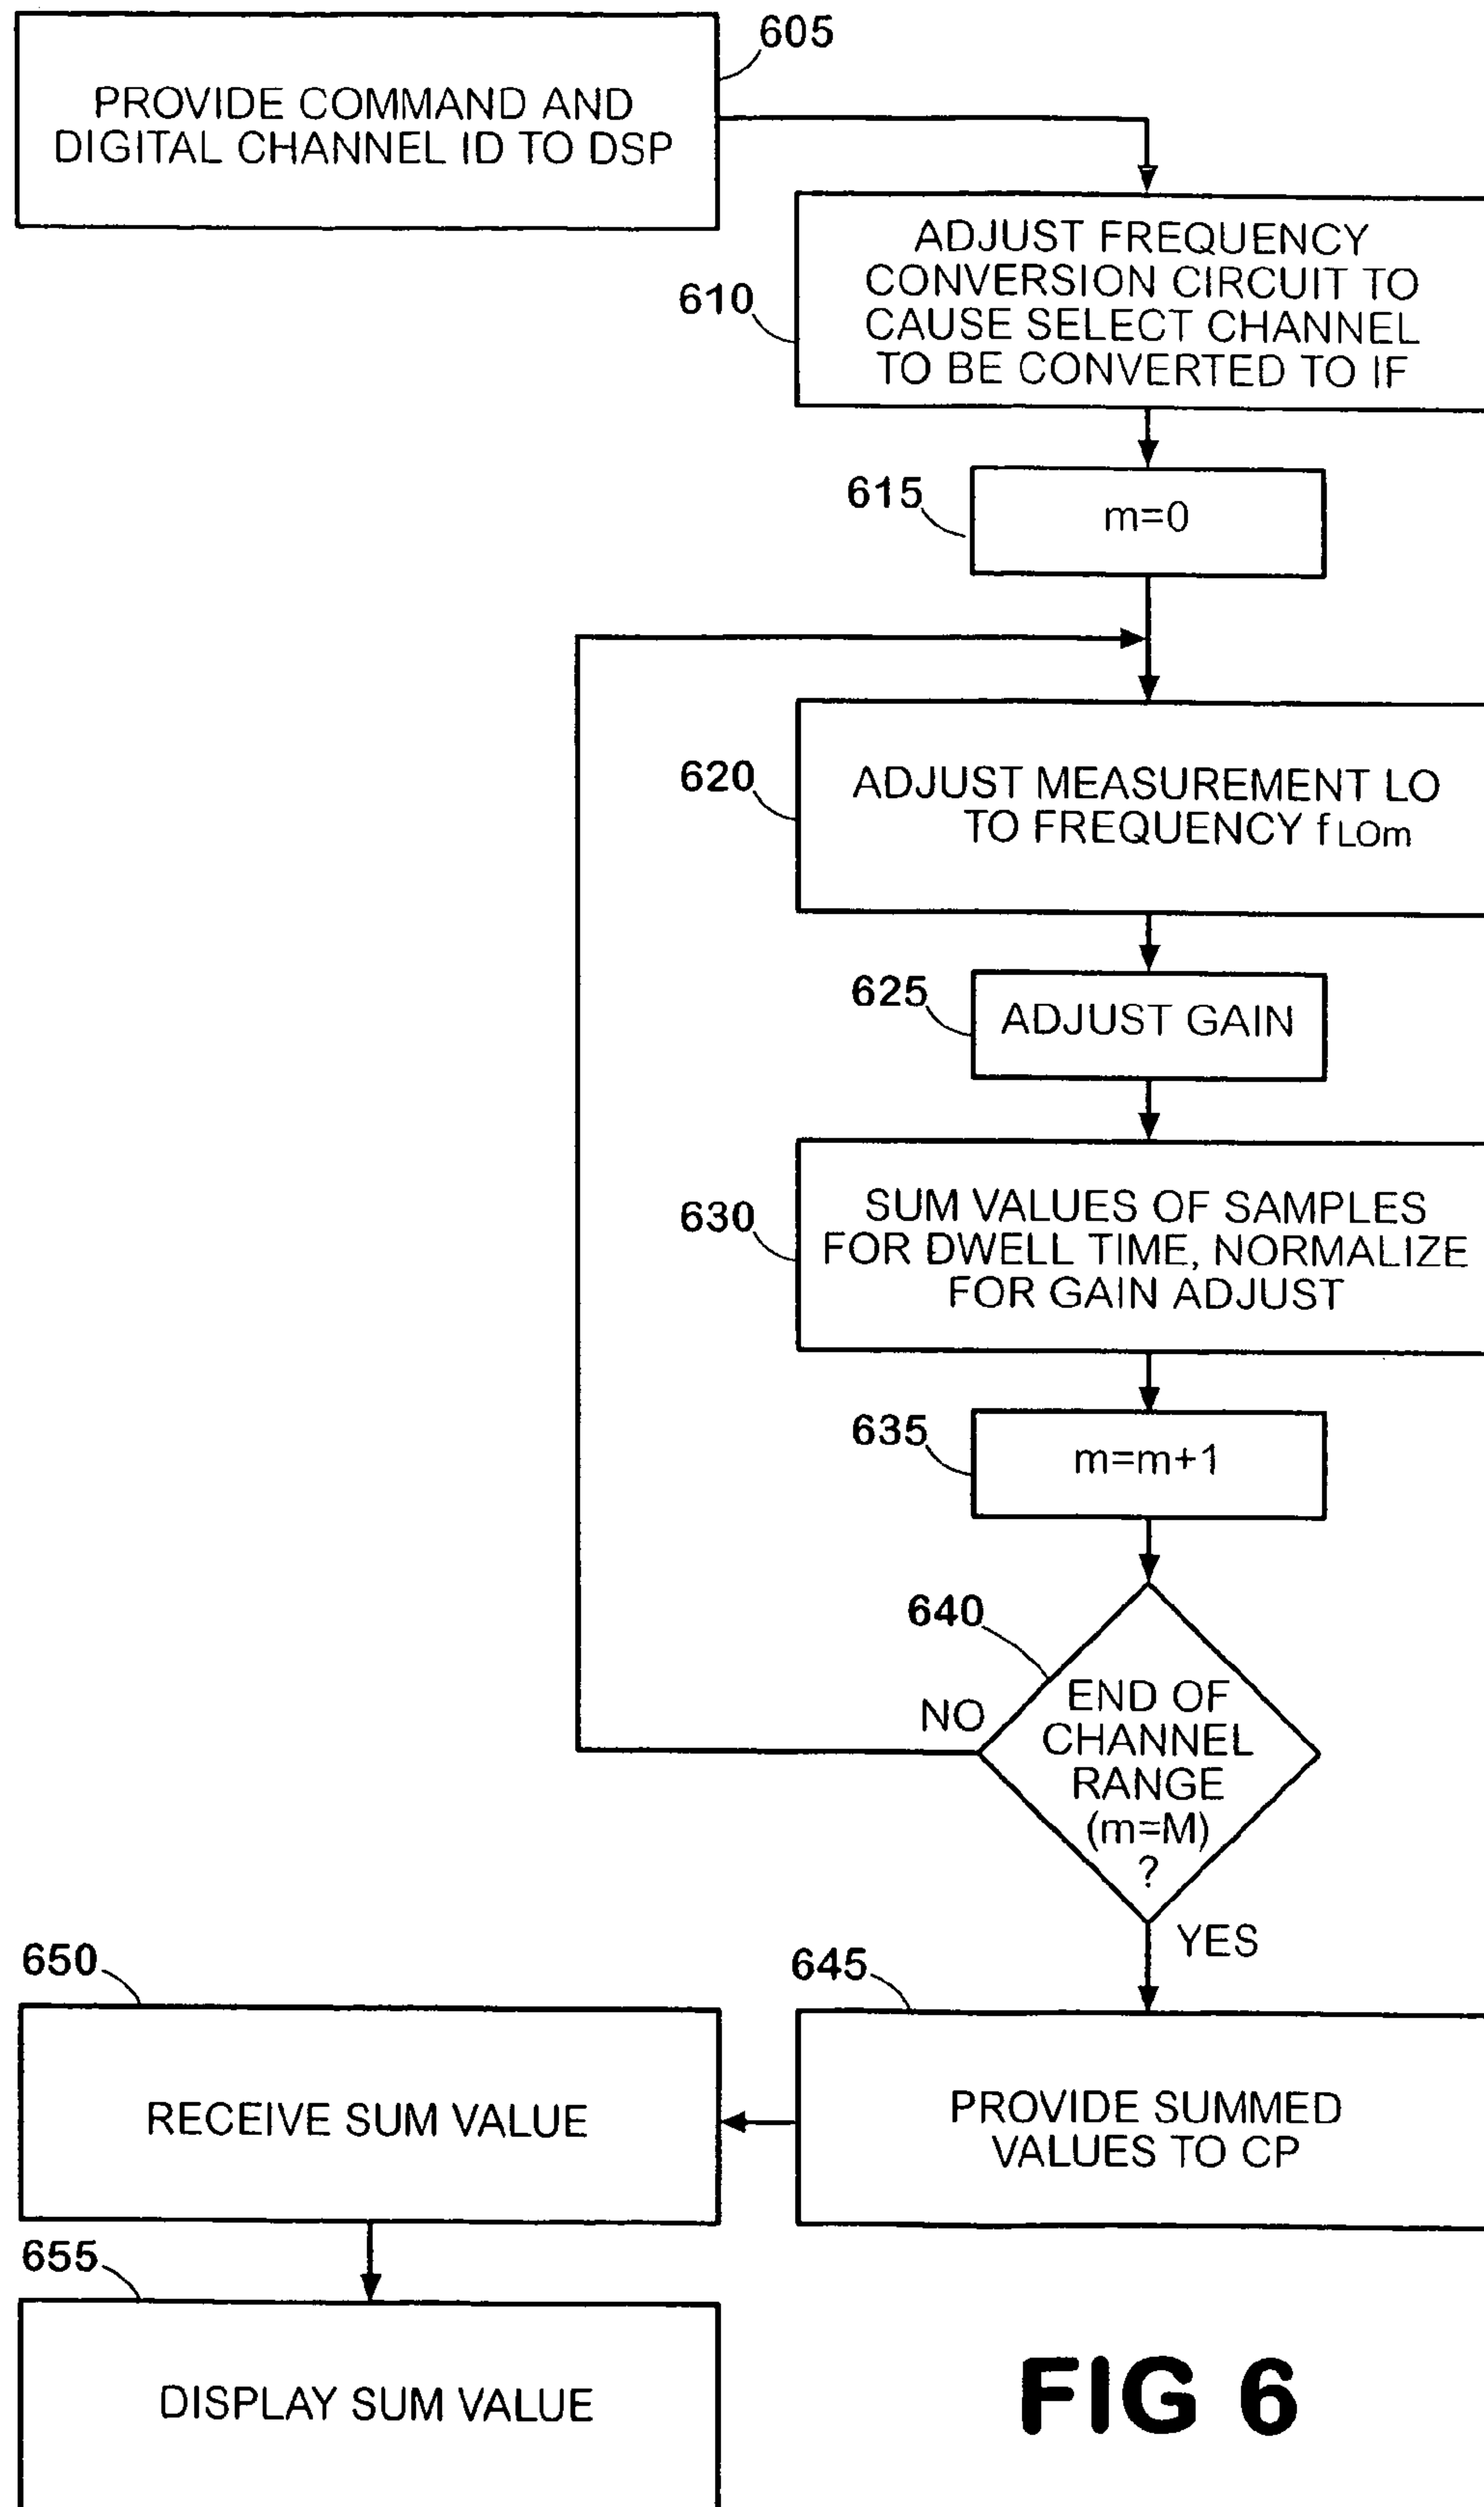 605
PROVIDE COMMAND AND
DIGITAL CHANNEL ID TO DSP
610
ADJUST FREQUENCY
CONVERSION CIRCUIT TO
CAUSE SELECT CHANNEL
TO BE CONVERTED TO IF
615
m=0
620
ADJUST MEASUREMENT LO
TO FREQUENCY fLOm
625
ADJUST GAIN
630
SUM VALUES OF SAMPLES
FOR DWELL TIME, NORMALIZE
FOR GAIN ADJUST
635
m=m+1
640
END OF
CHANNEL
RANGE
(m=M)
?
NO
YES
645
PROVIDE SUMMED
VALUES TO CP
650
RECEIVE SUM VALUE
655
DISPLAY SUM VALUE
FIG 6